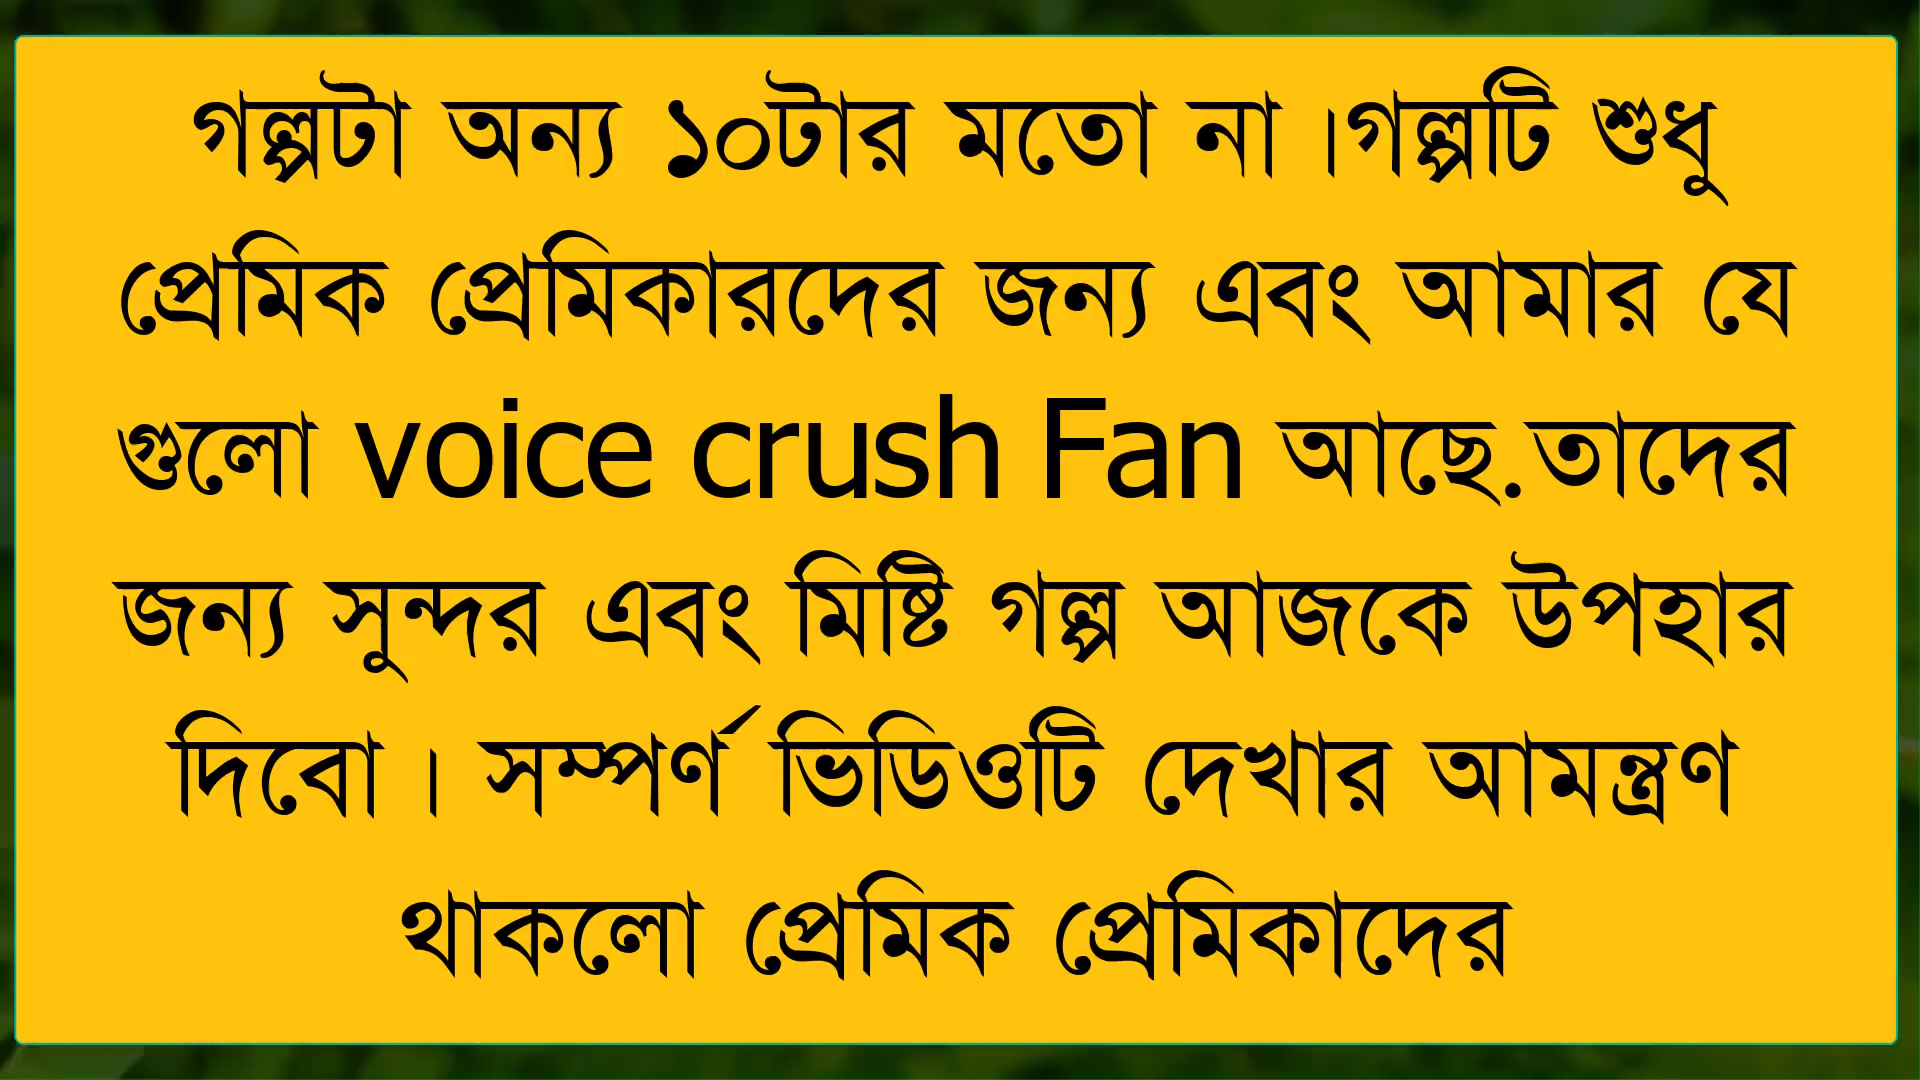 গল্পটা অন্য ১০টার মতো না ।গল্পটি শুধু
প্রেমিক প্রেমিকারদের জন্য এবং আমার যে
গুলো voice crush Fan আছে.তাদের
জন্য সুন্দর এবং মিষ্টি গল্প আজকে উপহার
দিবো । সম্পর্ণ ভিডিওটি দেখার আমন্ত্রণ
থাকলো প্রেমিক প্রেমিকাদের